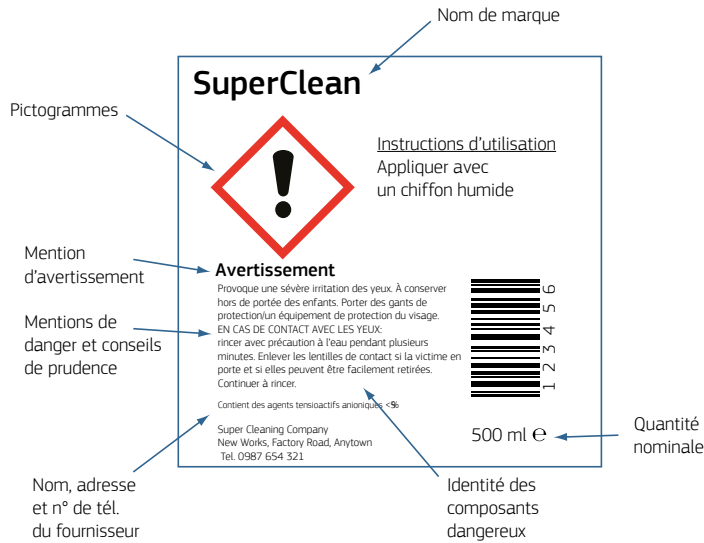 Nom de marque
SuperClean
Pictogrammes
Instructions d'utilisation
Appliquer avec
un chiffon humide
Mention
d'avertissement
Avertissement
Provoque une sévère irritation des yeux. À conserver
hors de portée des enfants. Porter des gants de
protection/un équipement de protection du visage.
EN CAS DE CONTACT AVEC LES YEUX:
rincer avec précaution à l'eau pendant plusieurs
minutes. Enlever les lentilles de contact si la victime en
porte et si elles peuvent être facilement retirées.
Continuer à rincer.
Mentions de
danger et conseils
de prudence
Contient des agents tensioactifs anioniques
Super Cleaning Company
New Works, Factory Road, Anytown
Tel. 0987 654 321
1 2 3 4 5 6
500 ml ℮
Quantité
nominale
Nom, adresse
et n° de tél.
du fournisseur
Identité des
composants
dangereux